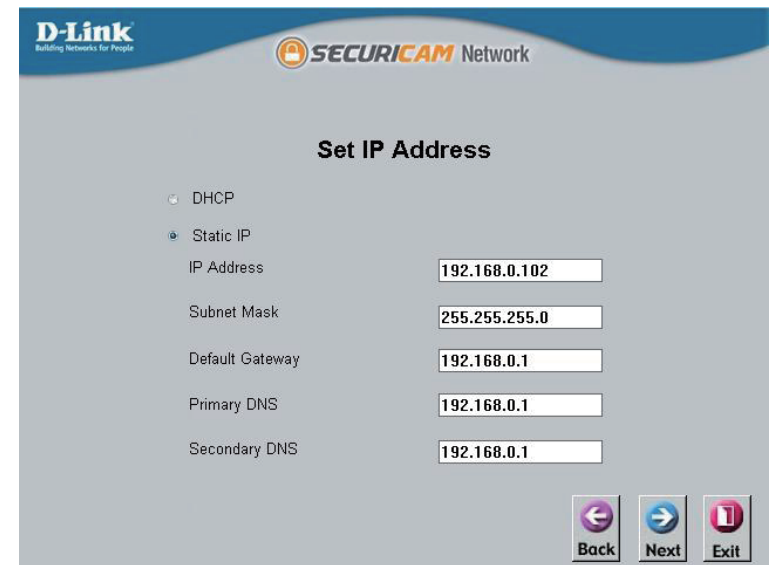 D-Link
Building Networks for People
SECURICAM Network
Set IP Address
DHCP
Static IP
IP Address 192.168.0.102
Subnet Mask 255.255.255.0
Default Gateway 192.168.0.1
Primary DNS 192.168.0.1
Secondary DNS 192.168.0.1
Back Next Exit